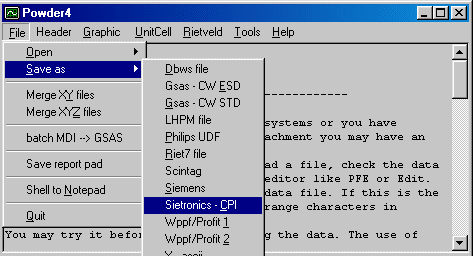 Powder4
File Header Graphic UnitCell Rietveld Tools Help
Open
Save as
Merge XY files
Merge XYZ files
batch MDI --> GSAS
Save report pad
Shell to Notepad
Quit
Dbws file
Gsas - CW ESD
Gsas - CW STD
LHPM file
Philips UDF
Riet7 file
Scintag
Siemens
Sietronics - CPI
Wppf/Profit 1
Wppf/Profit 2
--------------
systems or you have
tachment you may have an
ad a file, check the data
editor like PFE or Edit.
data file. If this is the
range characters in
You may try it befor
g the data. The use of